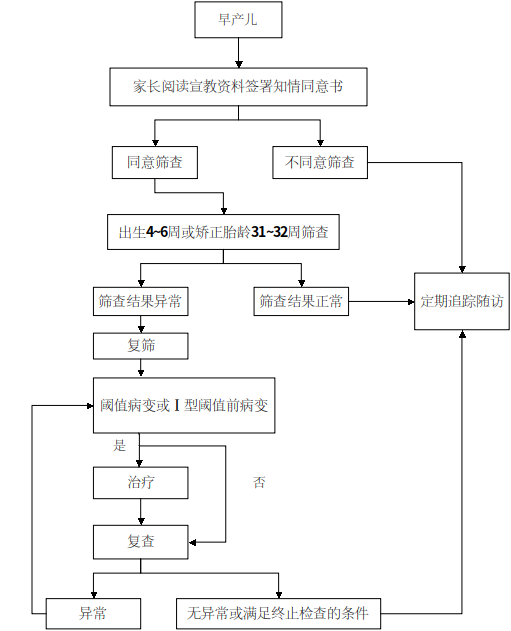 早产儿
家长阅读宣教资料签署知情同意书
同意筛查
不同意筛查
出生4~6周或矫正胎龄31~32周筛查
筛查结果异常
筛查结果正常
定期追踪随访
复筛
阈值病变或Ⅰ型阈值前病变
是
否
治疗
复查
异常
无异常或满足终止检查的条件